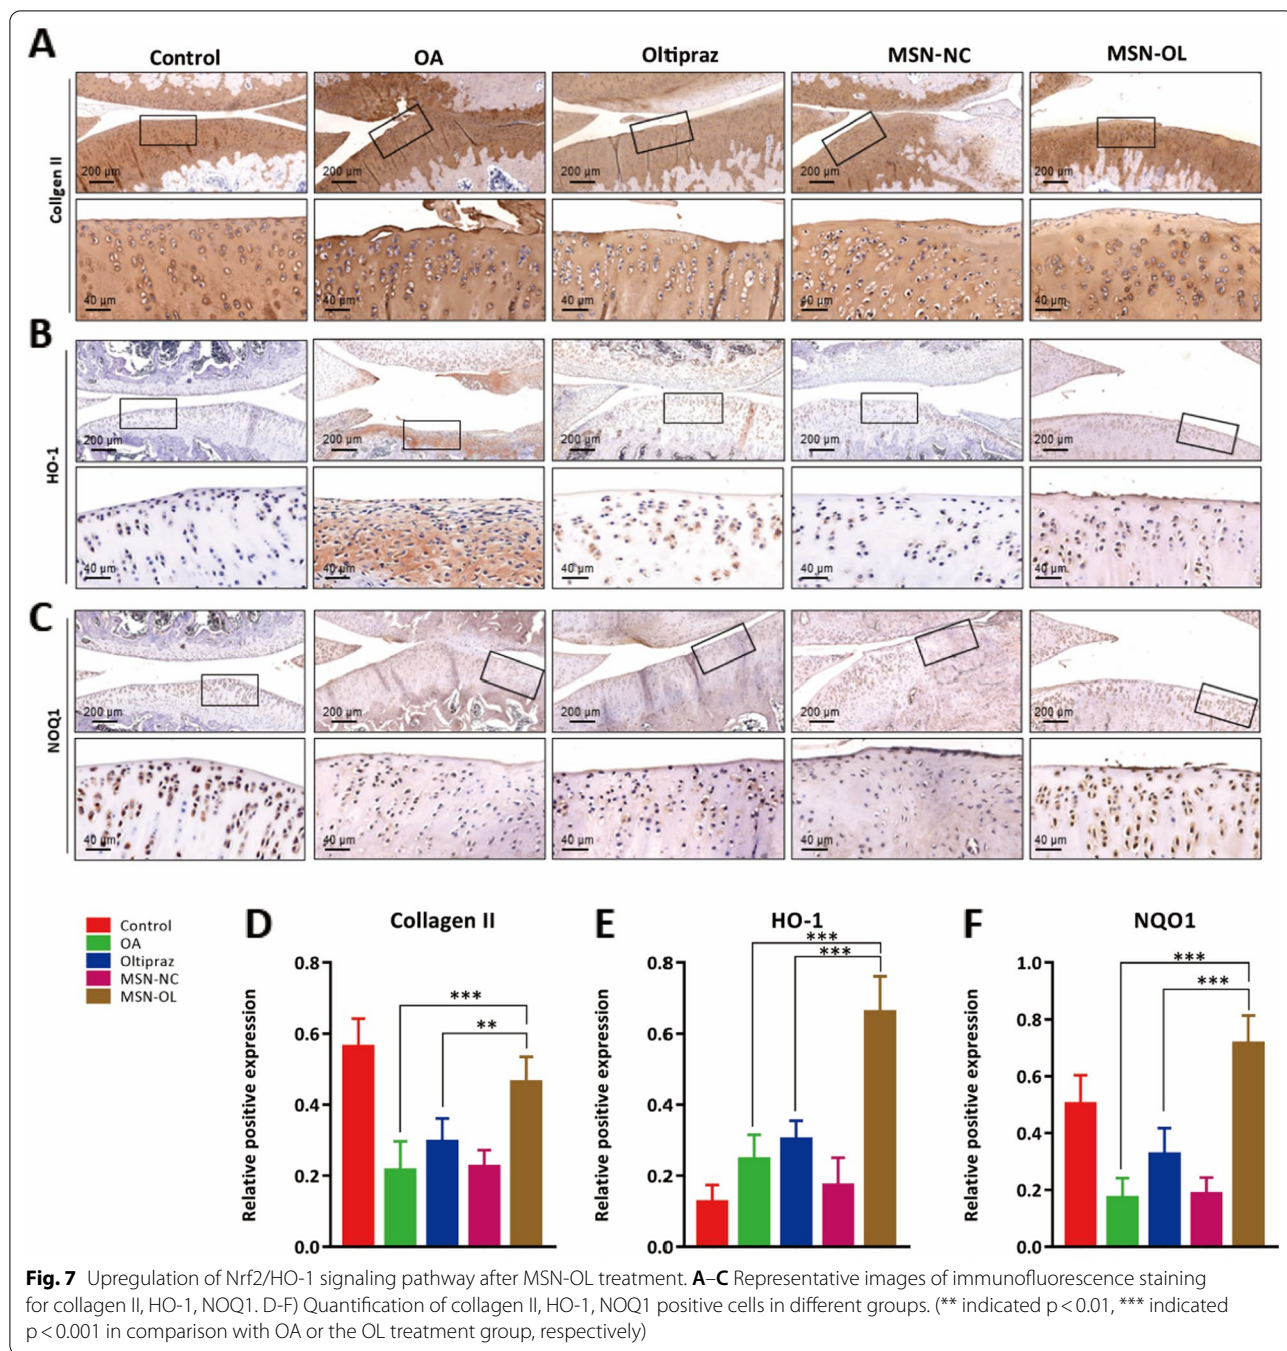 A
Control OA Oltipraz MSN-NC MSN-OL
Collgen II
200 μm 200 μm 200 μm 200 μm 200 μm
40 μm 40 μm 40 μm 40 μm 40 μm
B
HO-1
200 μm 200 μm 200 μm 200 μm 200 μm
40 μm 40 μm 40 μm 40 μm 40 μm
C
NOQ1
200 μm 200 μm 200 μm 200 μm 200 μm
40 μm 40 μm 40 μm 40 μm 40 μm
Control
OA
Oltipraz
MSN-NC
MSN-OL
D
Collagen II
Relative positive expression
0.8
0.6
0.4
0.2
0.0
***
**
E
HO-1
Relative positive expression
0.8
0.6
0.4
0.2
0.0
***
***
F
NQO1
Relative positive expression
1.0
0.8
0.6
0.4
0.2
0.0
***
***
Fig. 7 Upregulation of Nrf2/HO-1 signaling pathway after MSN-OL treatment. A–C Representative images of immunofluorescence staining
for collagen II, HO-1, NOQ1. D-F) Quantification of collagen II, HO-1, NOQ1 positive cells in different groups. (** indicated p < 0.01, *** indicated
p < 0.001 in comparison with OA or the OL treatment group, respectively)